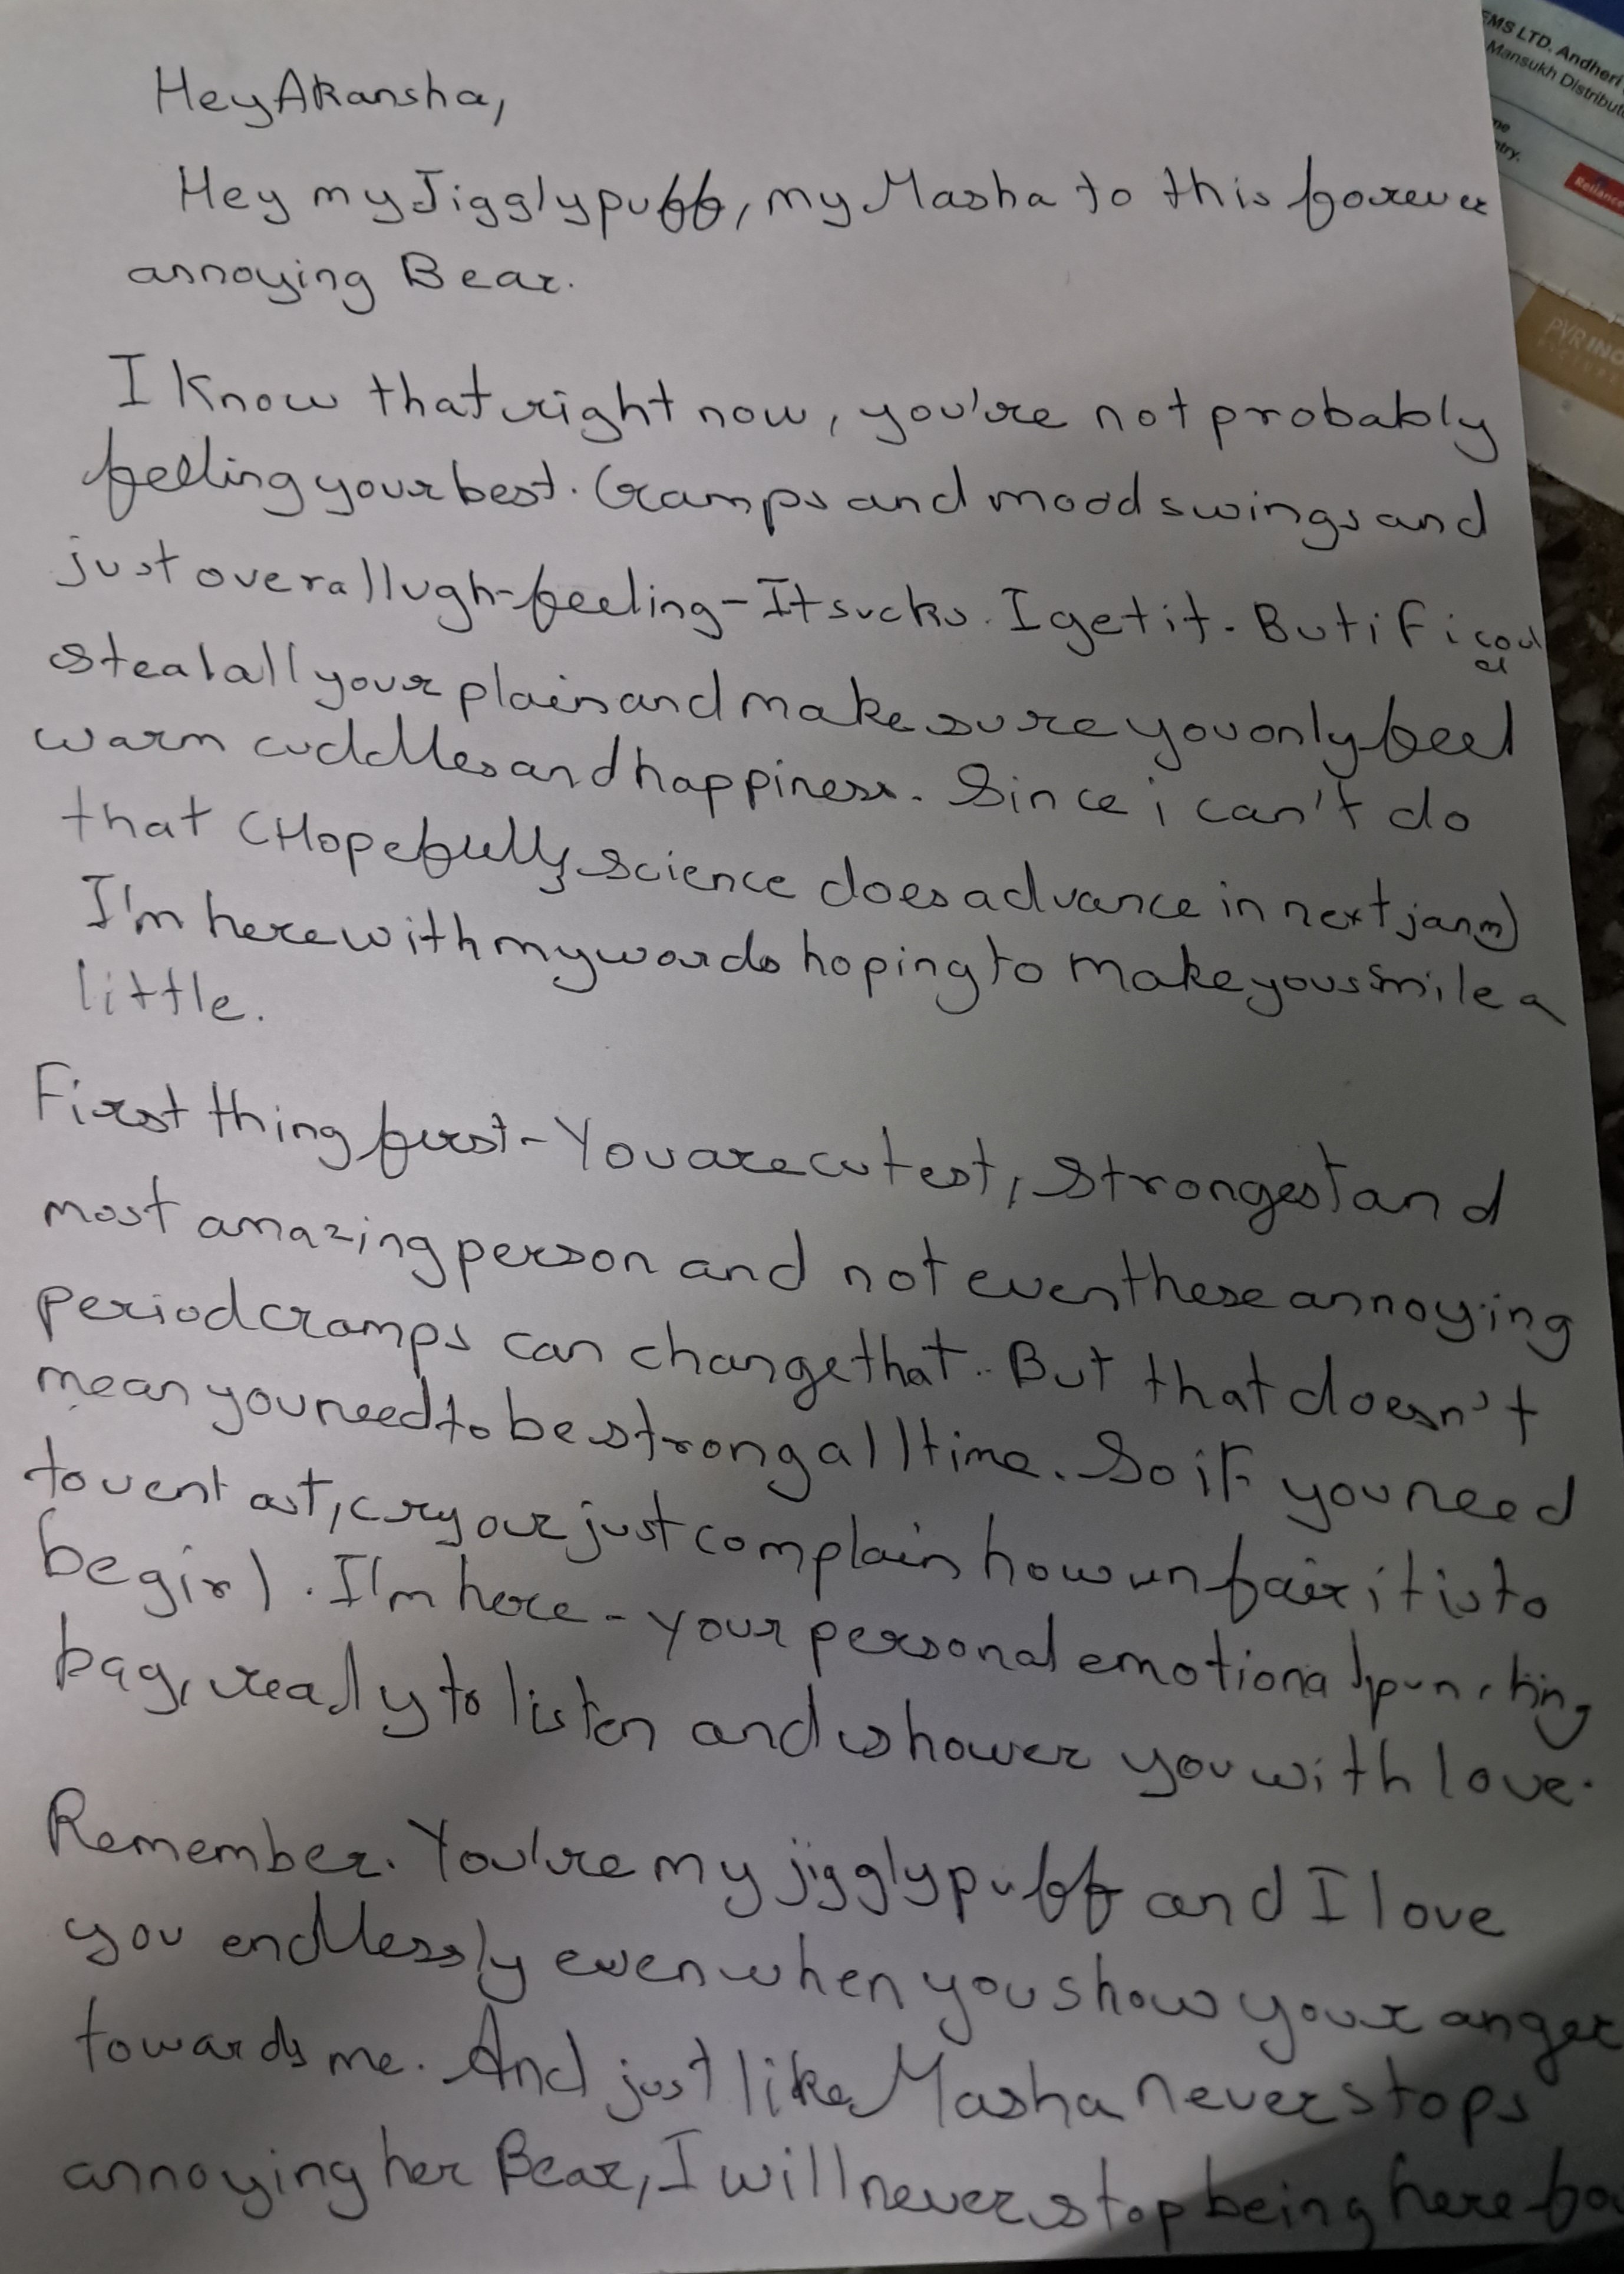 Hey Akansha,
Hey my Jigglypuff, my Masha to this forever
annoying Bear.
I know that right now, you're not probably
feeling your best. Cramps and mood swings and
just overall ugh-feeling - It sucks. I get it. But if i could
steal all your plain and make sure you only feel
warm cuddles and happiness. Since i can't do
that (Hopefully, science does advance in next janm)
I'm here with my words hoping to make you smile a
little.
First thing first - You are cutest, strongest and
most amazing person and not even these annoying
period cramps can change that.. But that doesn't
mean you need to be strong all time. So if you need
to vent out, cry our just complain how unfair it is to
be girl. I'm here - your personal emotional punching
bag, ready to listen and shower you with love.
Remember. You're my jigglypuff and I love
you endlessly even when you show your anger
towards me. And just like Masha never stops
annoying her Bear, I will never stop being here fo
EMS LTD. Andheri
Mansukh Distribut
me
ntry.
Reliance
PVR INO